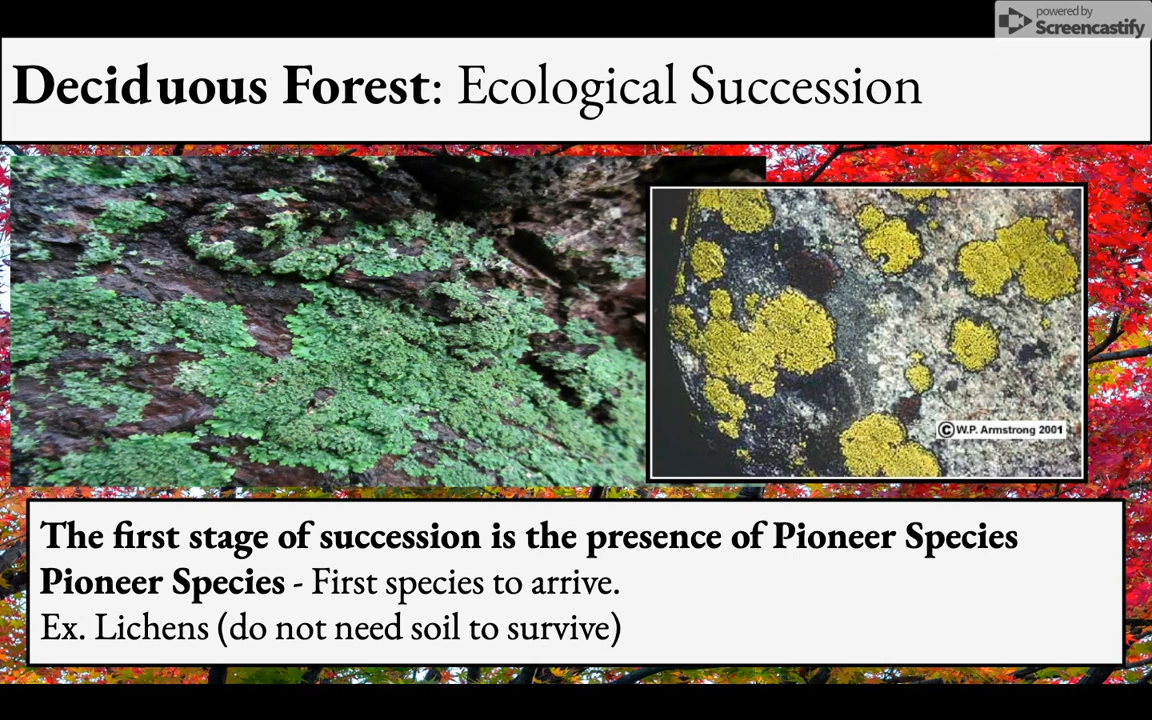 powered by
Screencastify
Deciduous Forest: Ecological Succession
©W.P. Armstrong 2001
The first stage of succession is the presence of Pioneer Species
Pioneer Species - First species to arrive.
Ex. Lichens (do not need soil to survive)